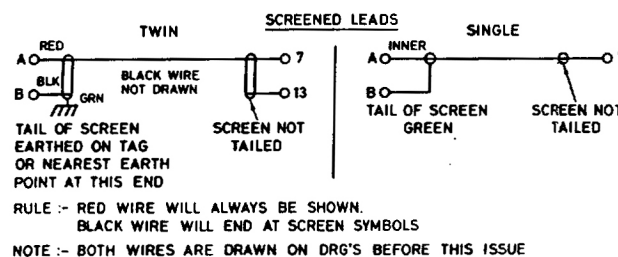 SCREENED LEADS
TWIN
SINGLE
A RED 7
BLK
BLACK WIRE
NOT DRAWN
B GRN 13
TAIL OF SCREEN
EARTHED ON TAG
OR NEAREST EARTH
POINT AT THIS END
SCREEN NOT
TAILED
A INNER
B
TAIL OF SCREEN
GREEN
SCREEN NOT
TAILED
RULE :- RED WIRE WILL ALWAYS BE SHOWN.
BLACK WIRE WILL END AT SCREEN SYMBOLS
NOTE :- BOTH WIRES ARE DRAWN ON DRG'S BEFORE THIS ISSUE